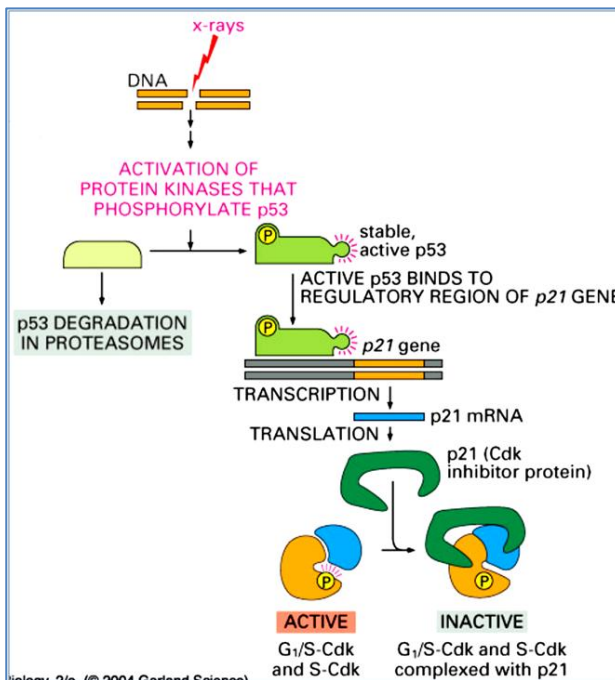 x-rays
DNA
ACTIVATION OF
PROTEIN KINASES THAT
PHOSPHORYLATE p53
P
stable,
active p53
ACTIVE p53 BINDS TO
REGULATORY REGION OF p21 GENE
p53 DEGRADATION
IN PROTEASOMES
P
p21 gene
TRANSCRIPTION
p21 mRNA
TRANSLATION
p21 (Cdk
inhibitor protein)
P
P
ACTIVE
INACTIVE
G₁/S-Cdk
and S-Cdk
G₁/S-Cdk and S-Cdk
complexed with p21
(© 2004 Garland Science)